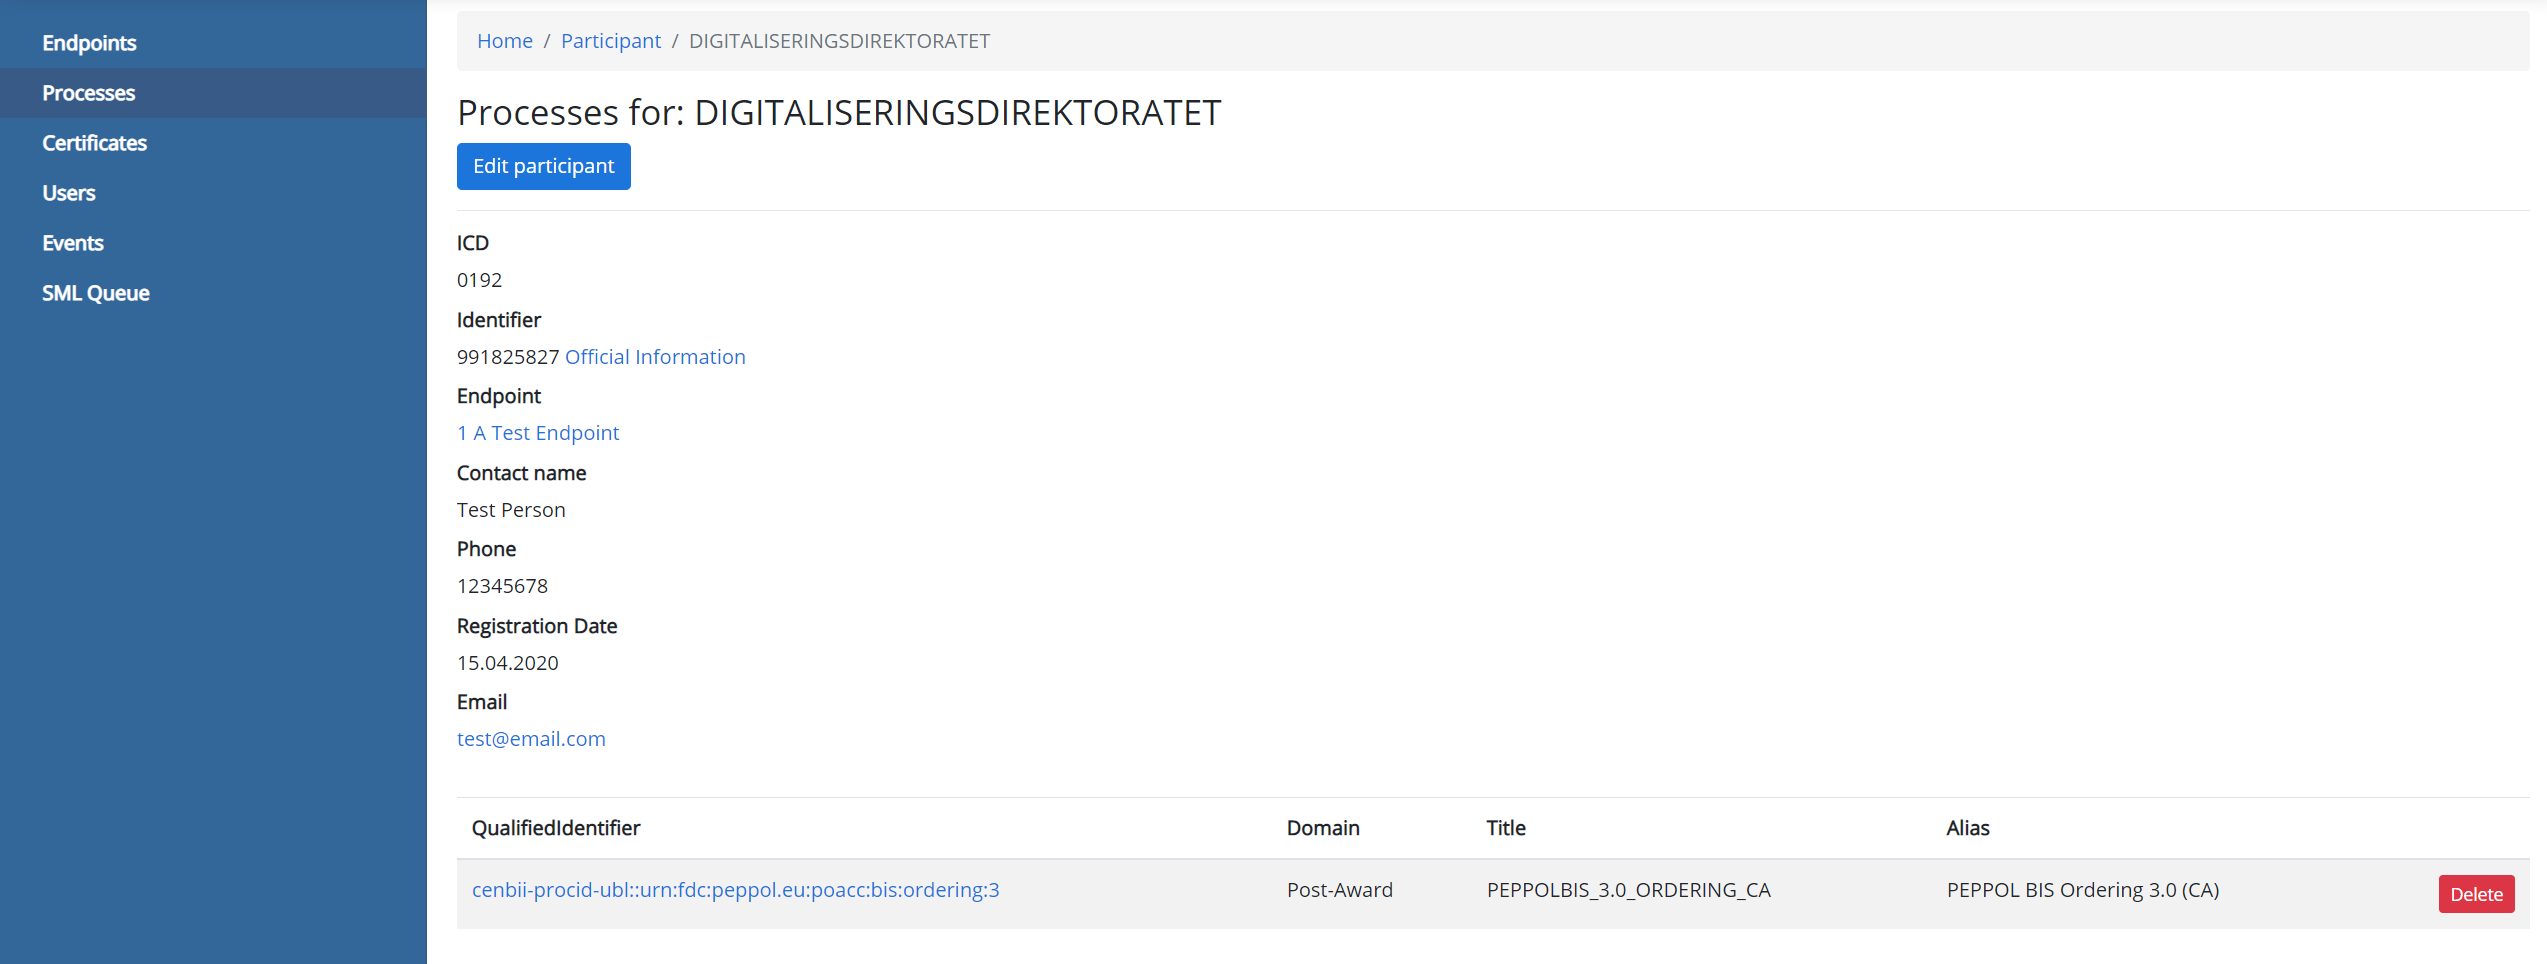 Endpoints
Processes
Certificates
Users
Events
SML Queue
Home / Participant / DIGITALISERINGSDIREKTORATET
Processes for: DIGITALISERINGSDIREKTORATET
Edit participant
ICD
0192
Identifier
991825827 Official Information
Endpoint
1 A Test Endpoint
Contact name
Test Person
Phone
12345678
Registration Date
15.04.2020
Email
test@email.com
QualifiedIdentifier Domain Title Alias
cenbii-procid-ubl::urn:fdc:peppol.eu:poacc:bis:ordering:3 Post-Award PEPPOLBIS_3.0_ORDERING_CA PEPPOL BIS Ordering 3.0 (CA) Delete